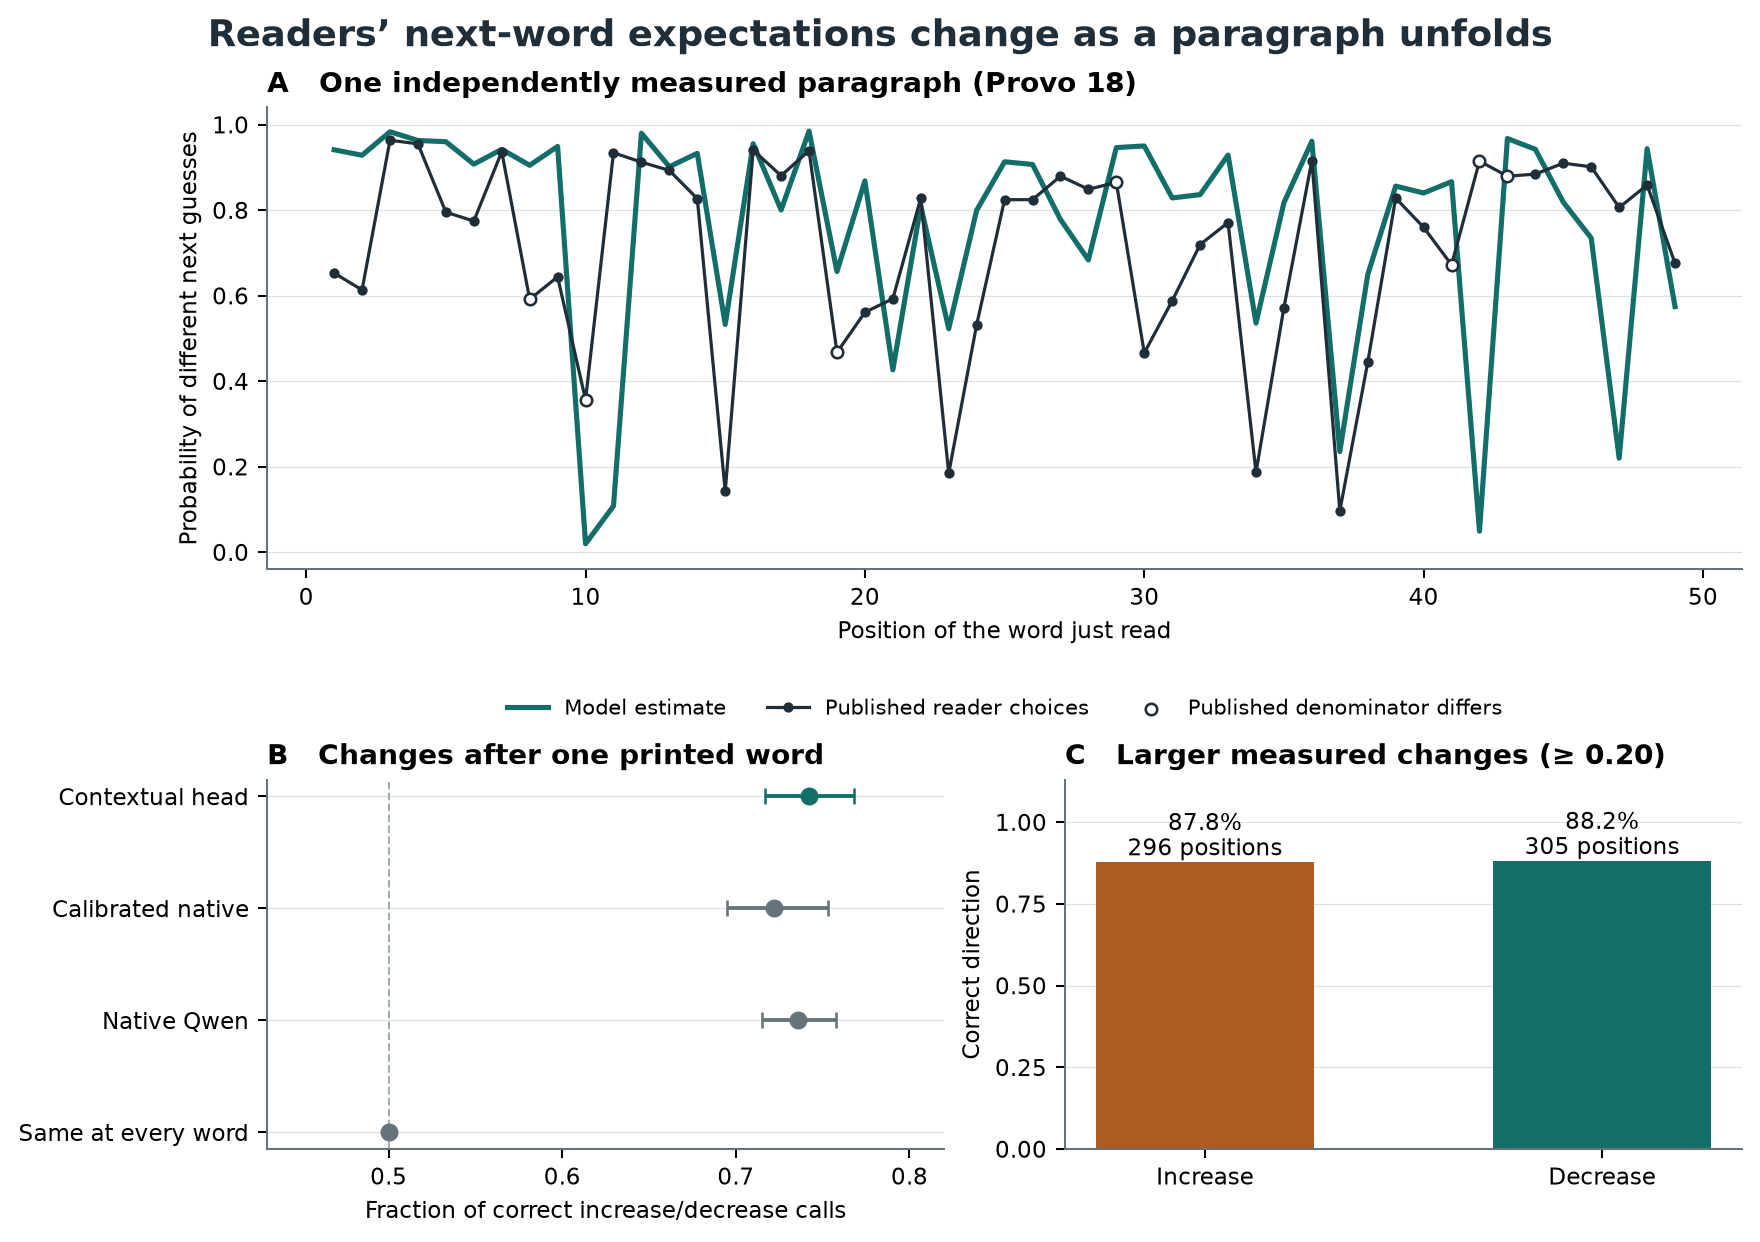 Readers’ next-word expectations change as a paragraph unfolds
A One independently measured paragraph (Provo 18)
Probability of different next guesses
1.0
0.8
0.6
0.4
0.2
0.0
0 10 20 30 40 50
Position of the word just read
Model estimate Published reader choices Published denominator differs
B Changes after one printed word
Contextual head
Calibrated native
Native Qwen
Same at every word
0.5 0.6 0.7 0.8
Fraction of correct increase/decrease calls
C Larger measured changes (≥ 0.20)
Correct direction
1.00
0.75
0.50
0.25
0.00
87.8%
296 positions
88.2%
305 positions
Increase Decrease